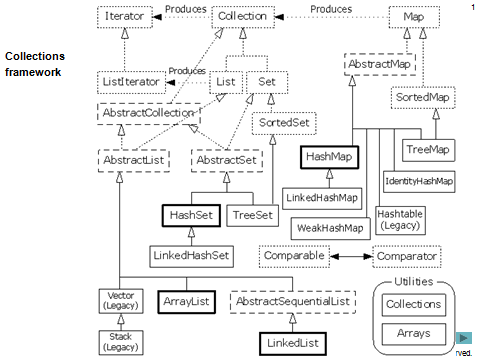 1
Collections
framework
Iterator
Produces
Collection
Produces
Map
AbstractMap
ListIterator
Produces
List
Set
SortedMap
AbstractCollection
SortedSet
AbstractList
AbstractSet
HashMap
TreeMap
IdentityHashMap
LinkedHashMap
HashSet
TreeSet
WeakHashMap
Hashtable
(Legacy)
LinkedHashSet
Comparable
Comparator
Vector
(Legacy)
ArrayList
AbstractSequentialList
Utilities
Collections
Arrays
Stack
(Legacy)
LinkedList
rved.